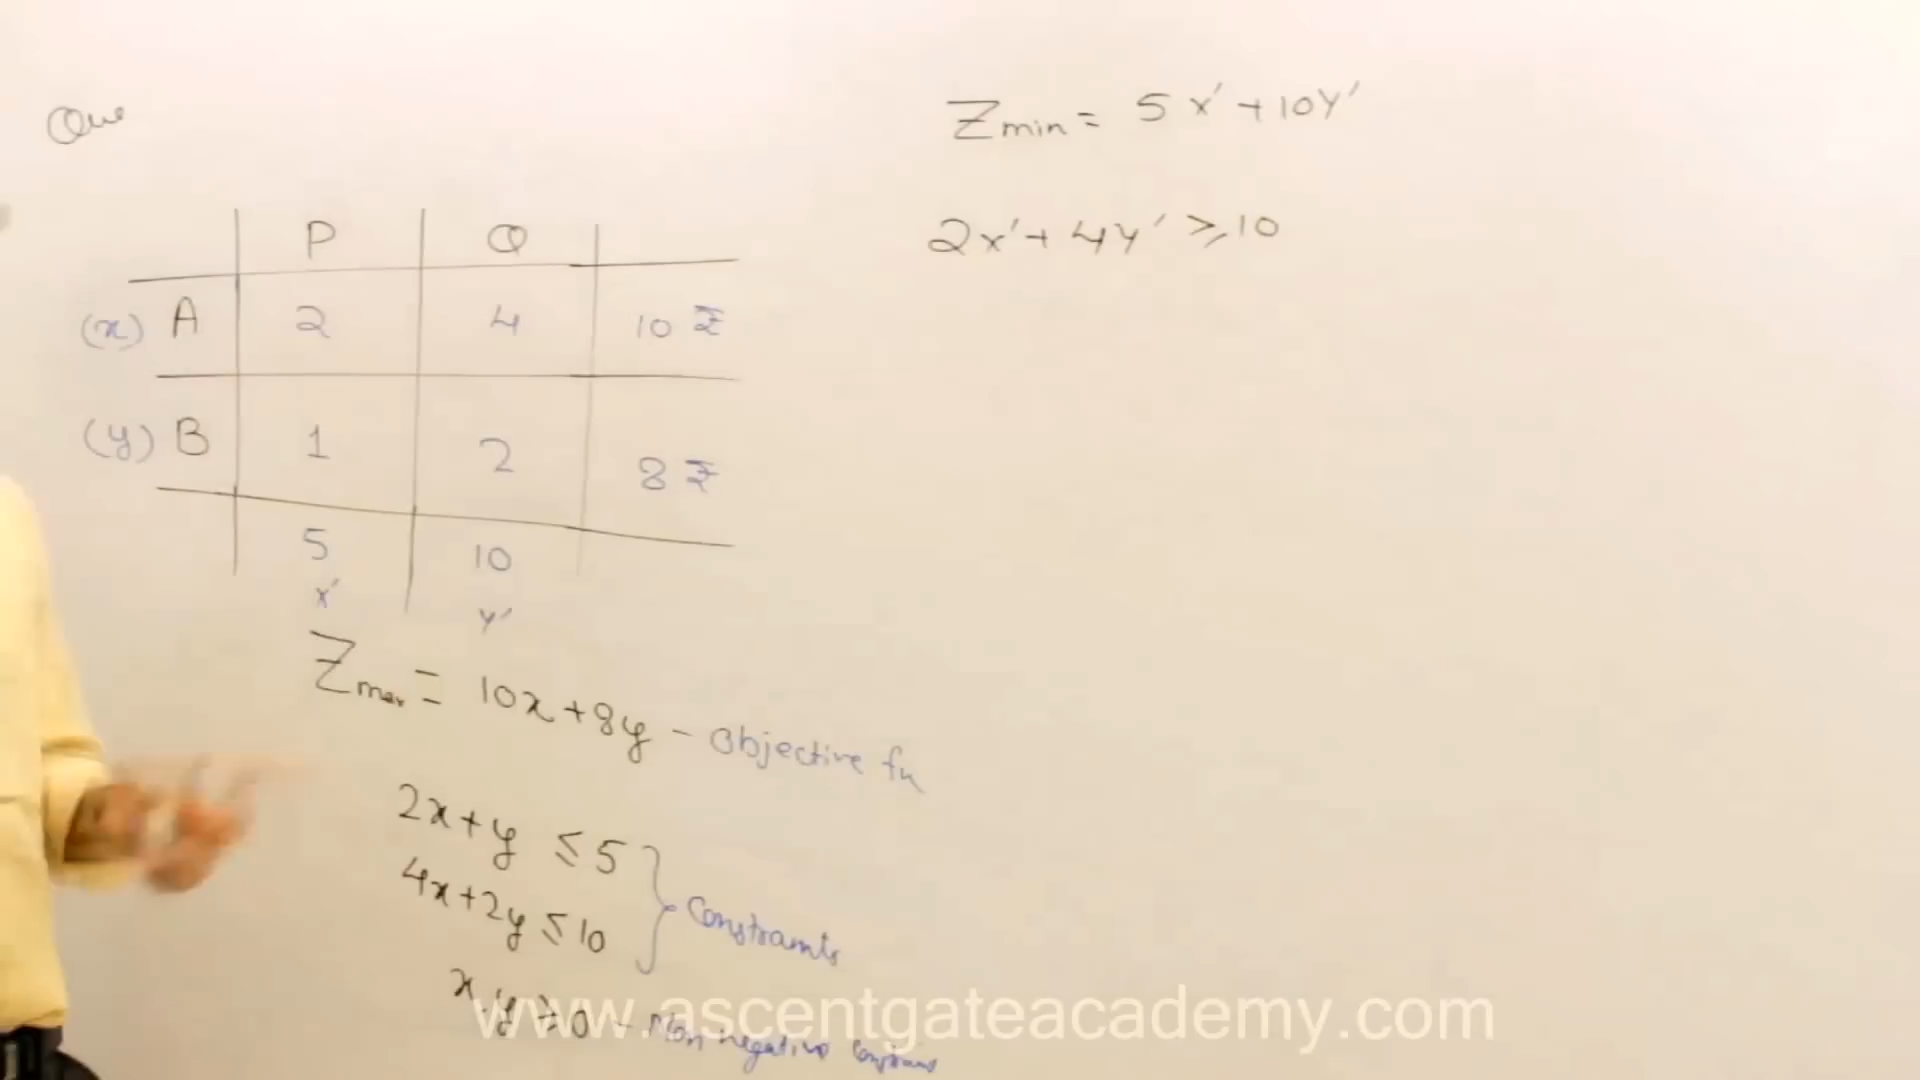 Que
P Q
(x) A 2 4 10 ₹
(y) B 1 2 8 ₹
5 10
x' y'
Zmax = 10x+8y - Objective fn
2x+y ≤ 5
4x+2y ≤ 10
Constraints
x, y ≥ 0 - Non negative
Zmin = 5x' + 10y'
2x' + 4y' ≥ 10
www.ascentgateacademy.com